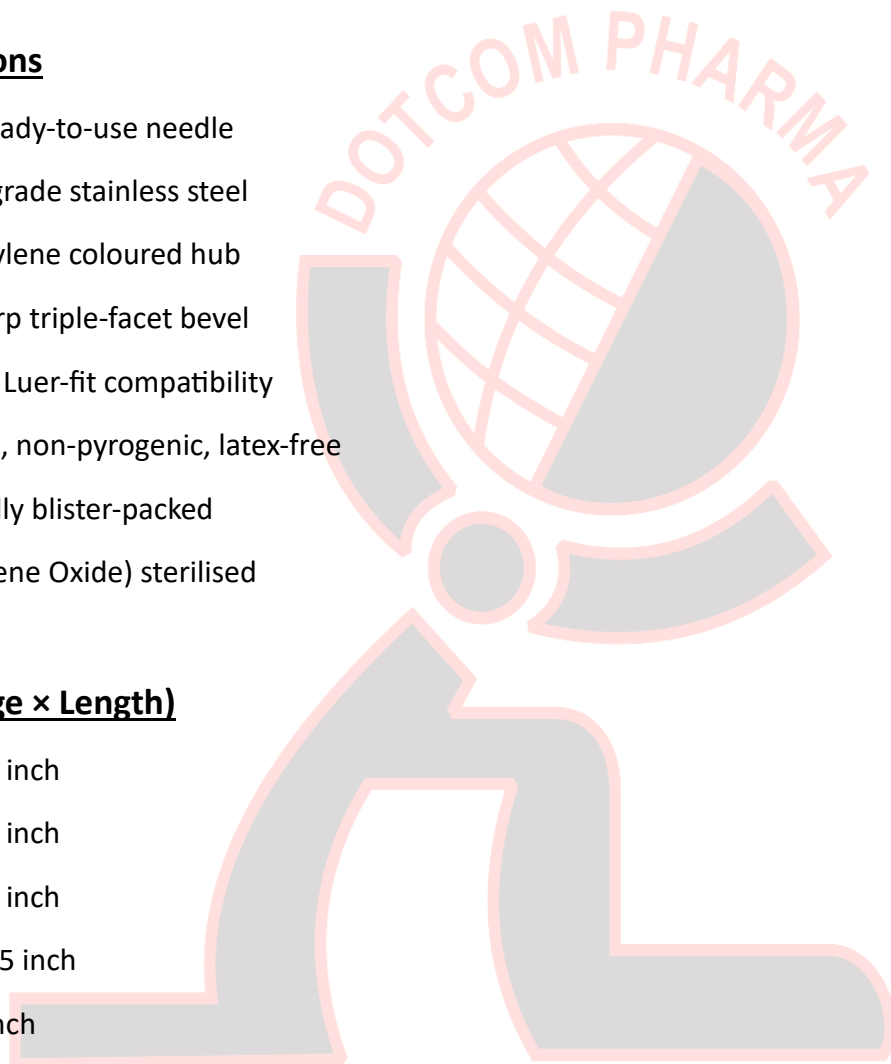 DOTCOM PHARMA
ons
ady-to-use needle
grade stainless steel
ylene coloured hub
rp triple-facet bevel
Luer-fit compatibility
, non-pyrogenic, latex-free
lly blister-packed
ene Oxide) sterilised
ge × Length)
inch
inch
inch
5 inch
nch